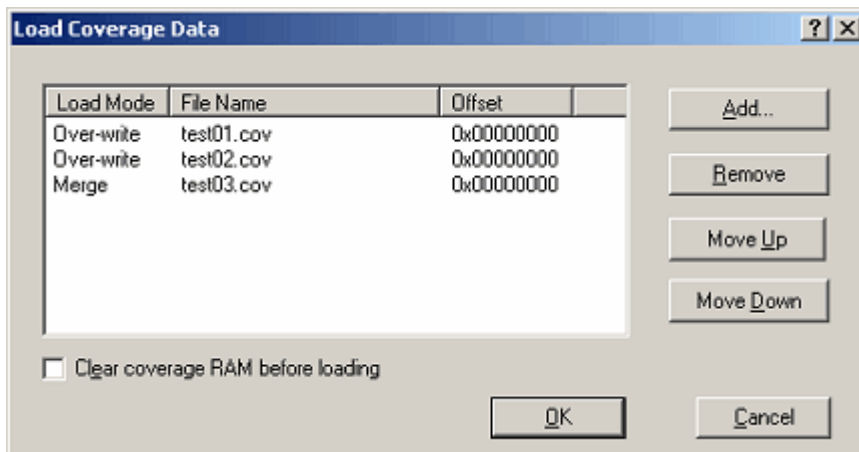 Load Coverage Data
Load Mode File Name Offset
Over-write test01.cov 0x00000000
Over-write test02.cov 0x00000000
Merge test03.cov 0x00000000
Add...
Remove
Move Up
Move Down
Clear coverage RAM before loading
OK
Cancel